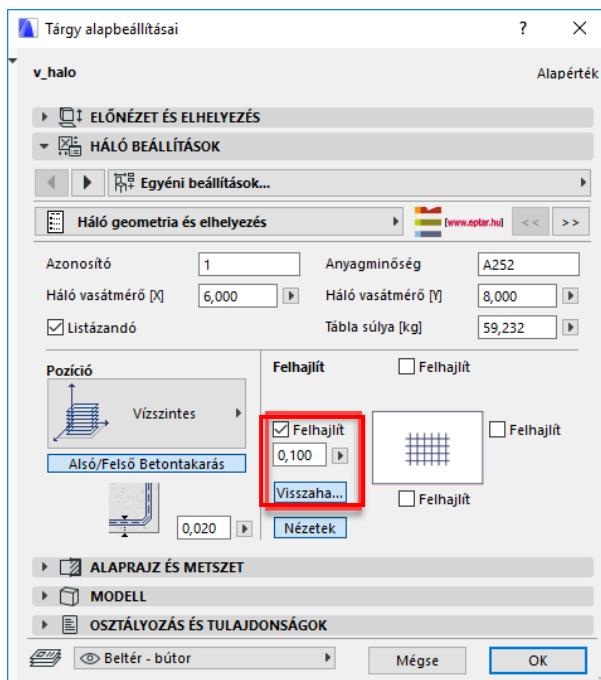 Tárgy alapbeállításai ? ×
v_halo Alapérték
ELŐNÉZET ÉS ELHELYEZÉS
HÁLÓ BEÁLLÍTÁSOK
Egyéni beállítások...
Háló geometria és elhelyezés [www.eptar.hu] << >>
Azonosító 1 Anyagminőség A252
Háló vasátmérő [X] 6,000 Háló vasátmérő [Y] 8,000
Listázandó Tábla súlya [kg] 59,232
Pozíció Felhajlít Felhajlít
Vízszintes Felhajlít Felhajlít
Alsó/Felső Betontakarás 0,100
Visszaha... Felhajlít
0,020 Nézetek
ALAPRAJZ ÉS METSZET
MODELL
OSZTÁLYOZÁS ÉS TULAJDONSÁGOK
Beltér - bútor Mégse OK